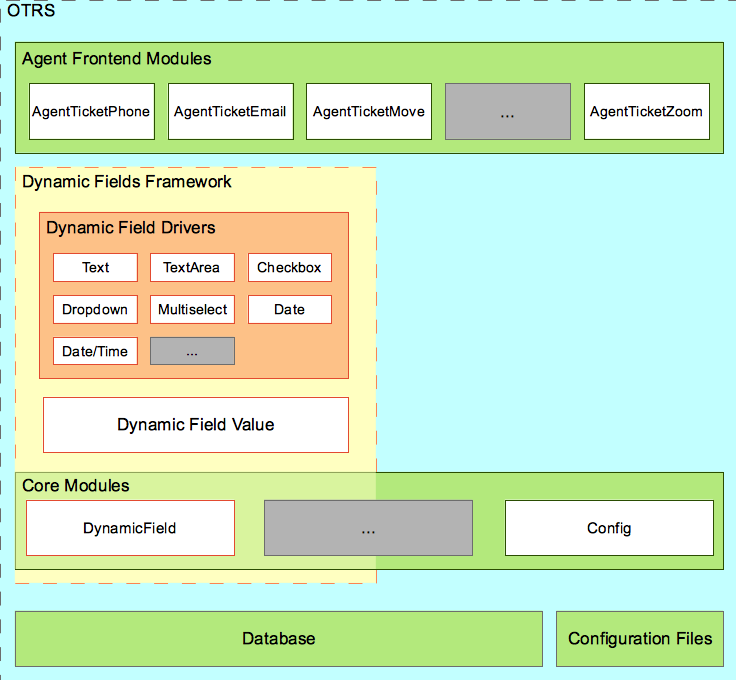 OTRS
Agent Frontend Modules
AgentTicketPhone
AgentTicketEmail
AgentTicketMove
...
AgentTicketZoom
Dynamic Fields Framework
Dynamic Field Drivers
Text
TextArea
Checkbox
Dropdown
Multiselect
Date
Date/Time
...
Dynamic Field Value
Core Modules
DynamicField
...
Config
Database
Configuration Files